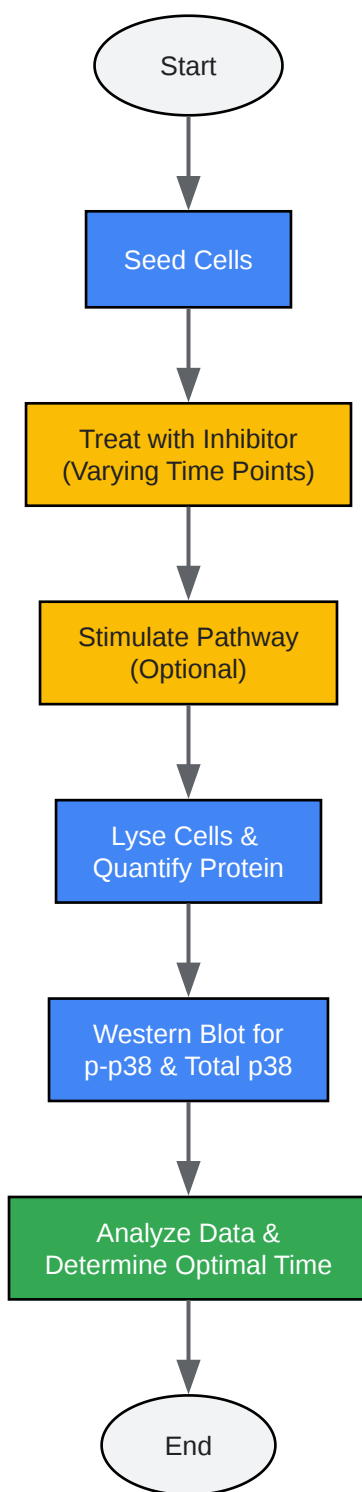 Start
Seed Cells
Treat with Inhibitor
(Varying Time Points)
Stimulate Pathway
(Optional)
Lyse Cells &
Quantify Protein
Western Blot for
p-p38 & Total p38
Analyze Data &
Determine Optimal Time
End